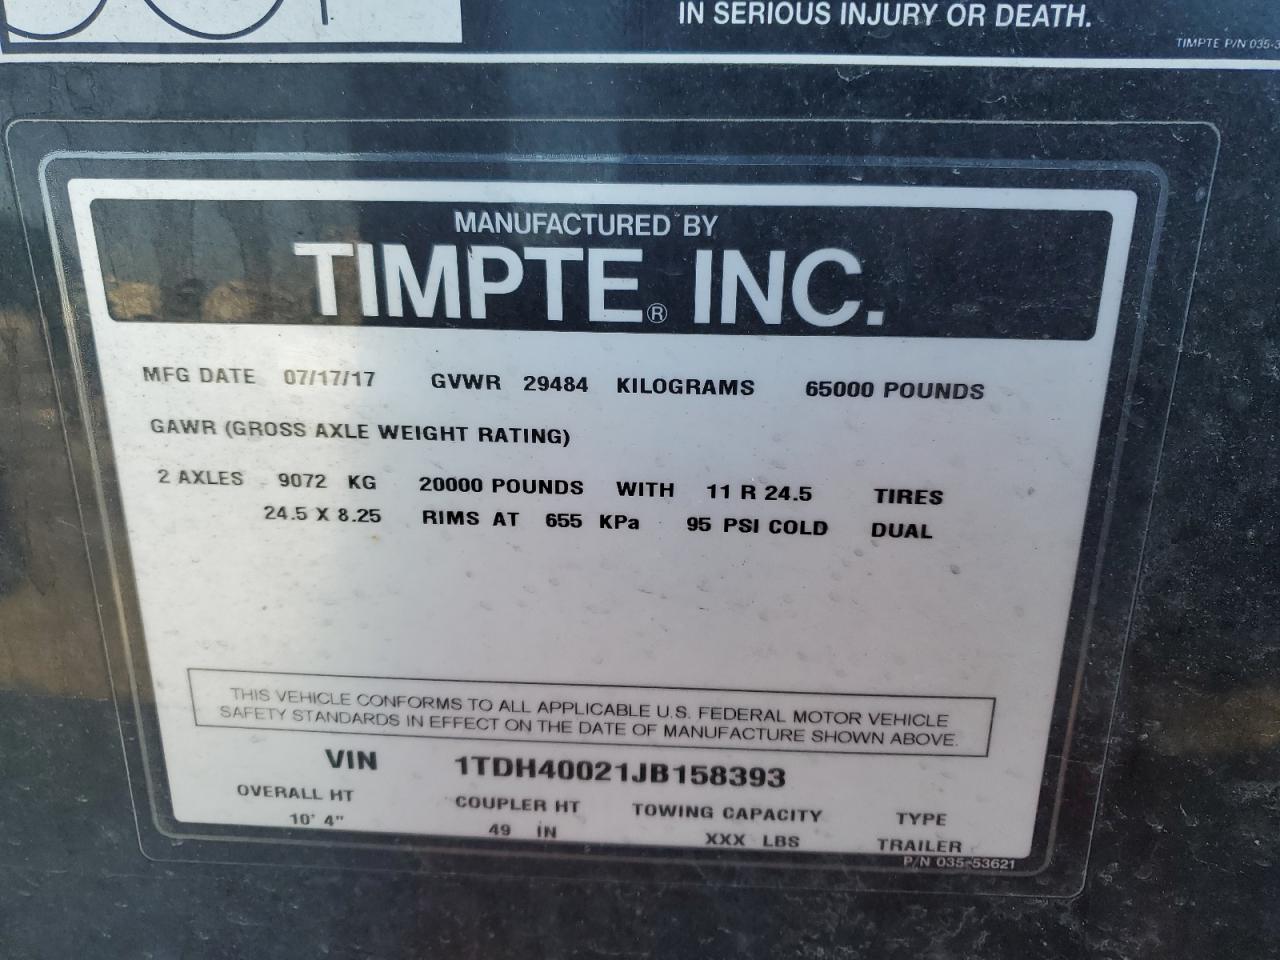 IN SERIOUS INJURY OR DEATH.
TIMPTE P/N 035-3
MANUFACTURED BY
TIMPTE® INC.
MFG DATE 07/17/17 GVWR 29484 KILOGRAMS 65000 POUNDS
GAWR (GROSS AXLE WEIGHT RATING)
2 AXLES 9072 KG 20000 POUNDS WITH 11 R 24.5 TIRES
24.5 X 8.25 RIMS AT 655 KPa 95 PSI COLD DUAL
THIS VEHICLE CONFORMS TO ALL APPLICABLE U.S. FEDERAL MOTOR VEHICLE
SAFETY STANDARDS IN EFFECT ON THE DATE OF MANUFACTURE SHOWN ABOVE.
VIN 1TDH40021JB158393
OVERALL HT COUPLER HT TOWING CAPACITY TYPE
10' 4" 49 IN XXX LBS TRAILER
P/N 035-53621